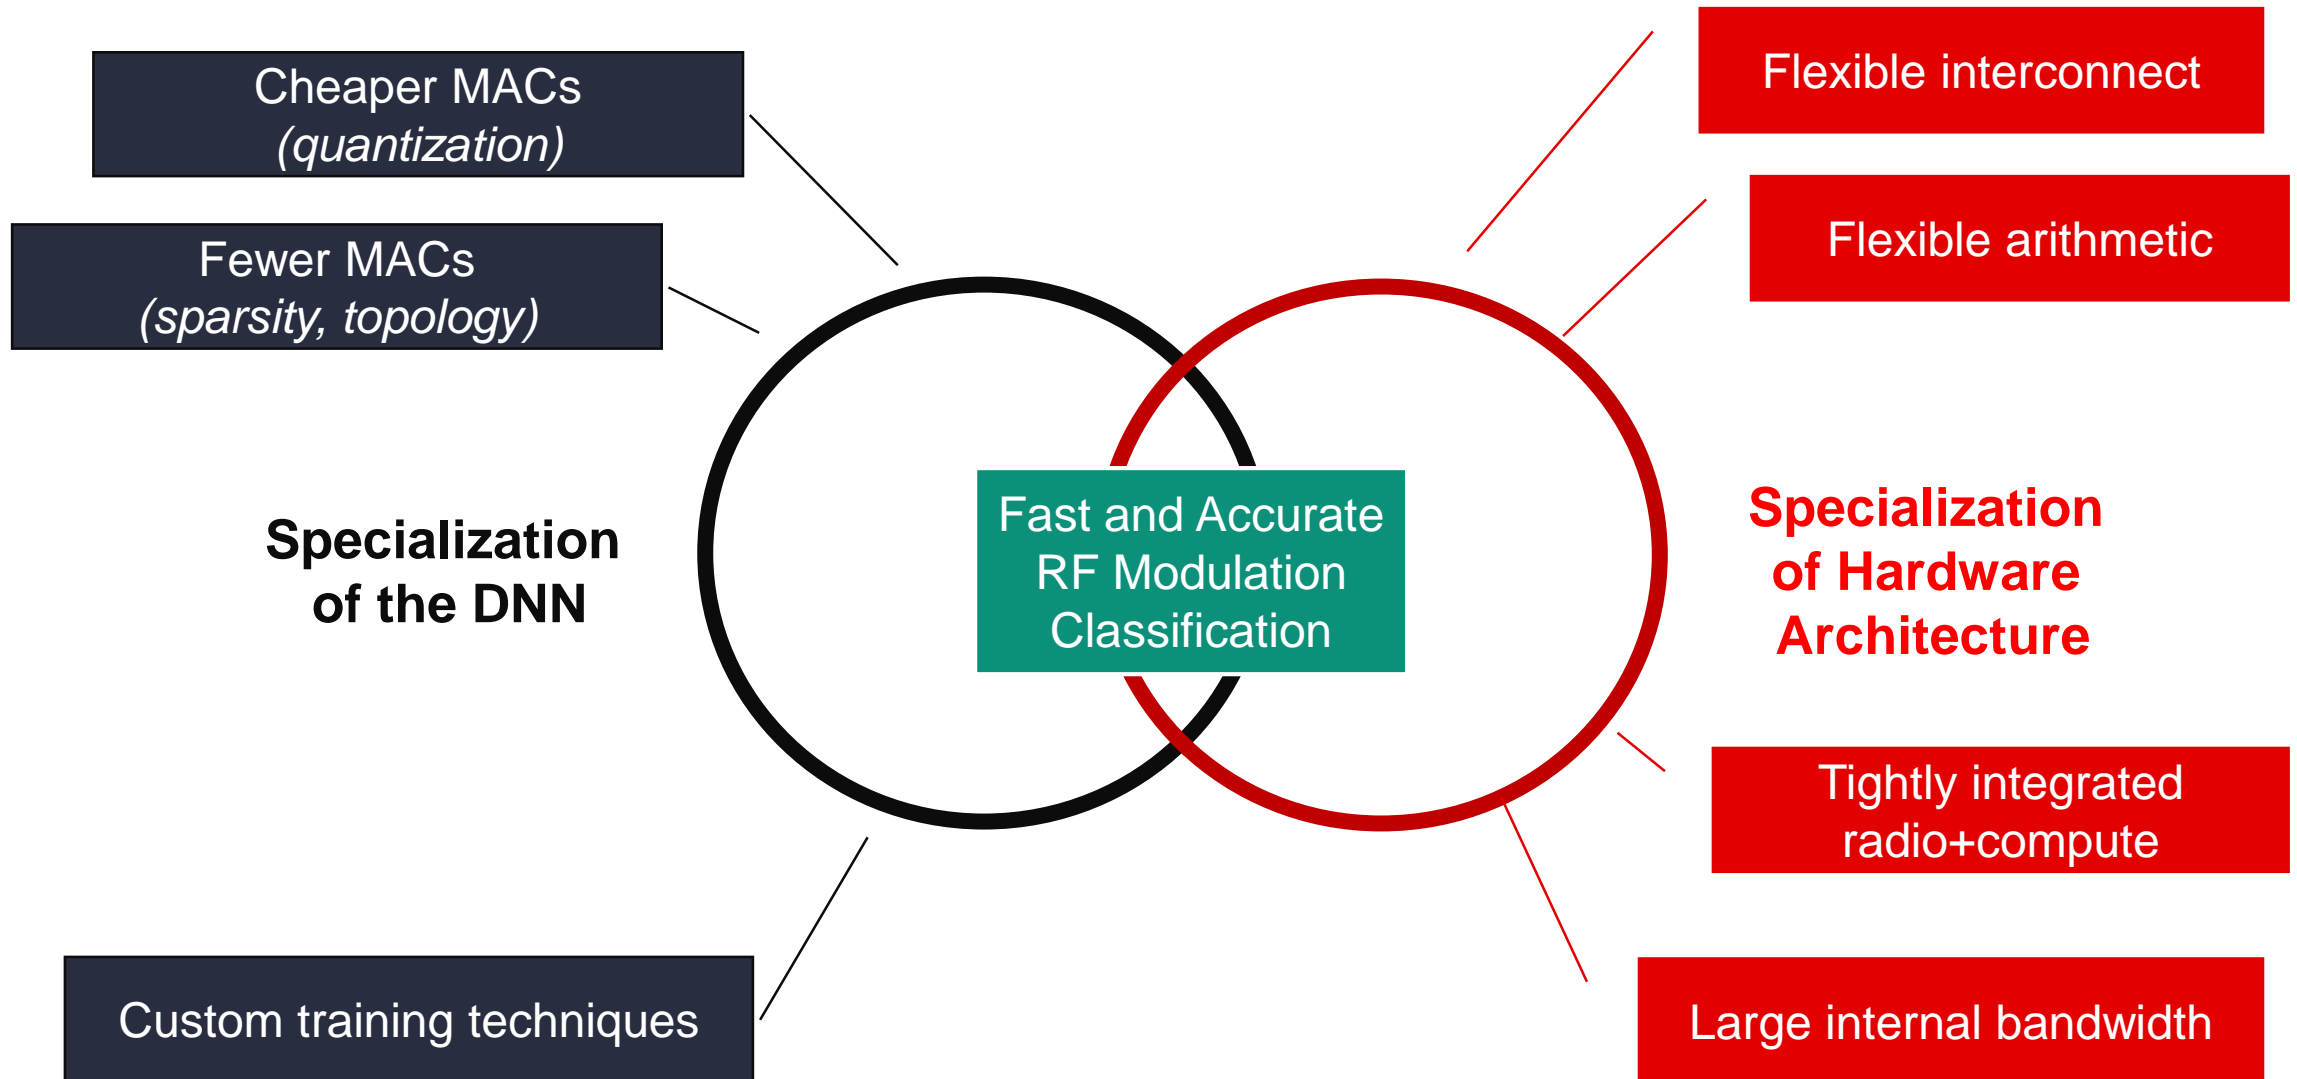 Cheaper MACs
(quantization)
Fewer MACs
(sparsity, topology)
Specialization
of the DNN
Custom training techniques
Fast and Accurate
RF Modulation
Classification
Flexible interconnect
Flexible arithmetic
Specialization
of Hardware
Architecture
Tightly integrated
radio+compute
Large internal bandwidth